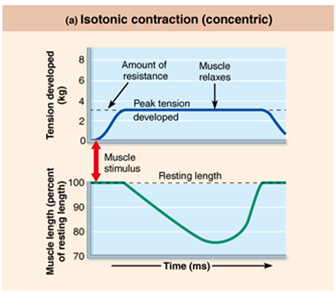 (a) Isotonic contraction (concentric)
Tension developed
(kg)
8
6
4
2
0
Amount of
resistance
Muscle
relaxes
Peak tension
developed
Muscle
stimulus
Muscle length (percent
of resting length)
100
90
80
70
Resting length
Time (ms)